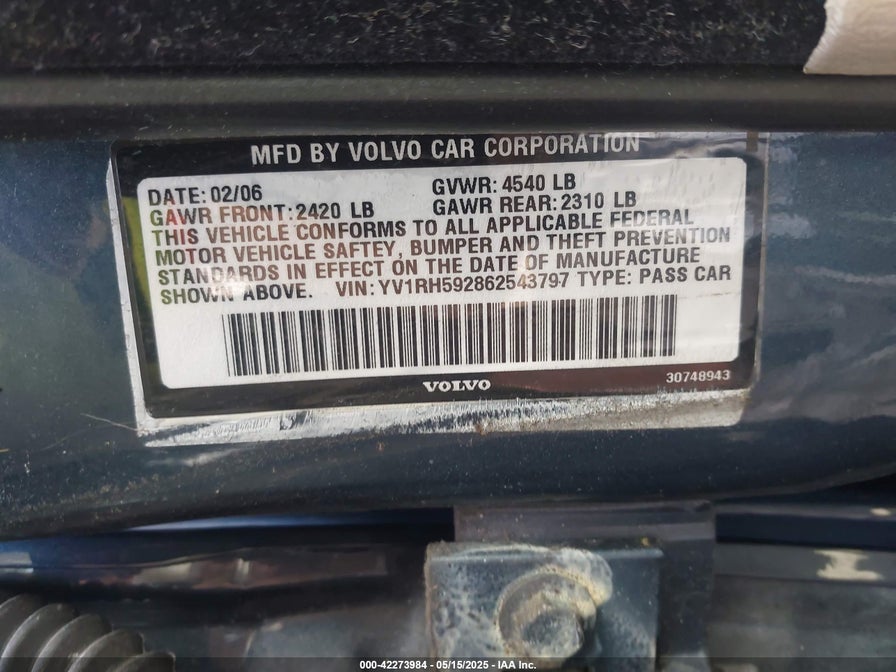 MFD BY VOLVO CAR CORPORATION
DATE: 02/06 GVWR: 4540 LB
GAWR FRONT: 2420 LB GAWR REAR: 2310 LB
THIS VEHICLE CONFORMS TO ALL APPLICABLE FEDERAL
MOTOR VEHICLE SAFTEY, BUMPER AND THEFT PREVENTION
STANDARDS IN EFFECT ON THE DATE OF MANUFACTURE
SHOWN ABOVE. VIN: YV1RH592862543797 TYPE: PASS CAR
VOLVO 30748943
000-42273984 - 05/15/2025 - IAA Inc.